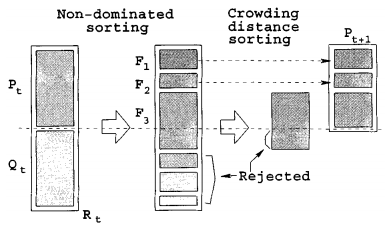 Non-dominated
sorting
Crowding
distance
sorting
P t+1
F 1
P t
F 2
F 3
Q t
Rejected
R t